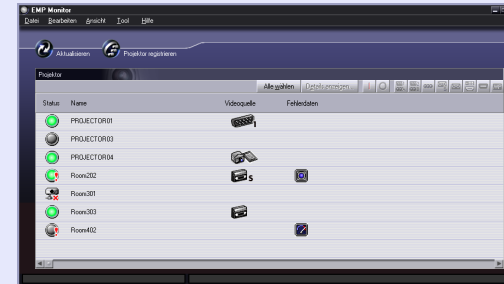 EMP Monitor
Datei Bearbeiten Ansicht Tool Hilfe
Aktualisieren Projektor registrieren
Projektor
Alle wählen Details anzeigen
Status Name Videoquelle Fehlerdaten
PROJECTOR01 1
PROJECTOR03
PROJECTOR04
Room202 S
Room301
Room303
Room402